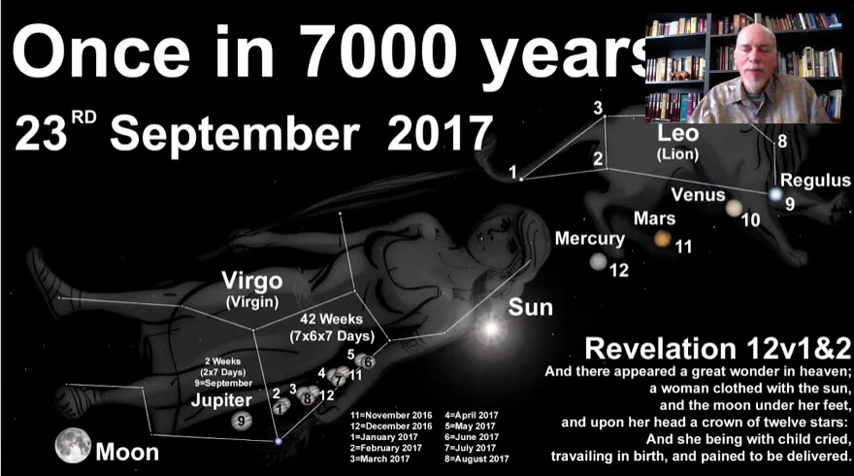 Once in 7000 years
23RD September 2017
3
Leo
(Lion)
8
1
2
Regulus
9
Venus
10
Mars
11
Mercury
12
Virgo
(Virgin)
Sun
42 Weeks
(7x6x7 Days)
5
6
2 Weeks
(2x7 Days)
9=September
4
7
11
Jupiter
2
3
8
12
1
9
Moon
11=November 2016
12=December 2016
1=January 2017
2=February 2017
3=March 2017
4=April 2017
5=May 2017
6=June 2017
7=July 2017
8=August 2017
Revelation 12v1&2
And there appeared a great wonder in heaven;
a woman clothed with the sun,
and the moon under her feet,
and upon her head a crown of twelve stars:
And she being with child cried,
travailing in birth, and pained to be delivered.